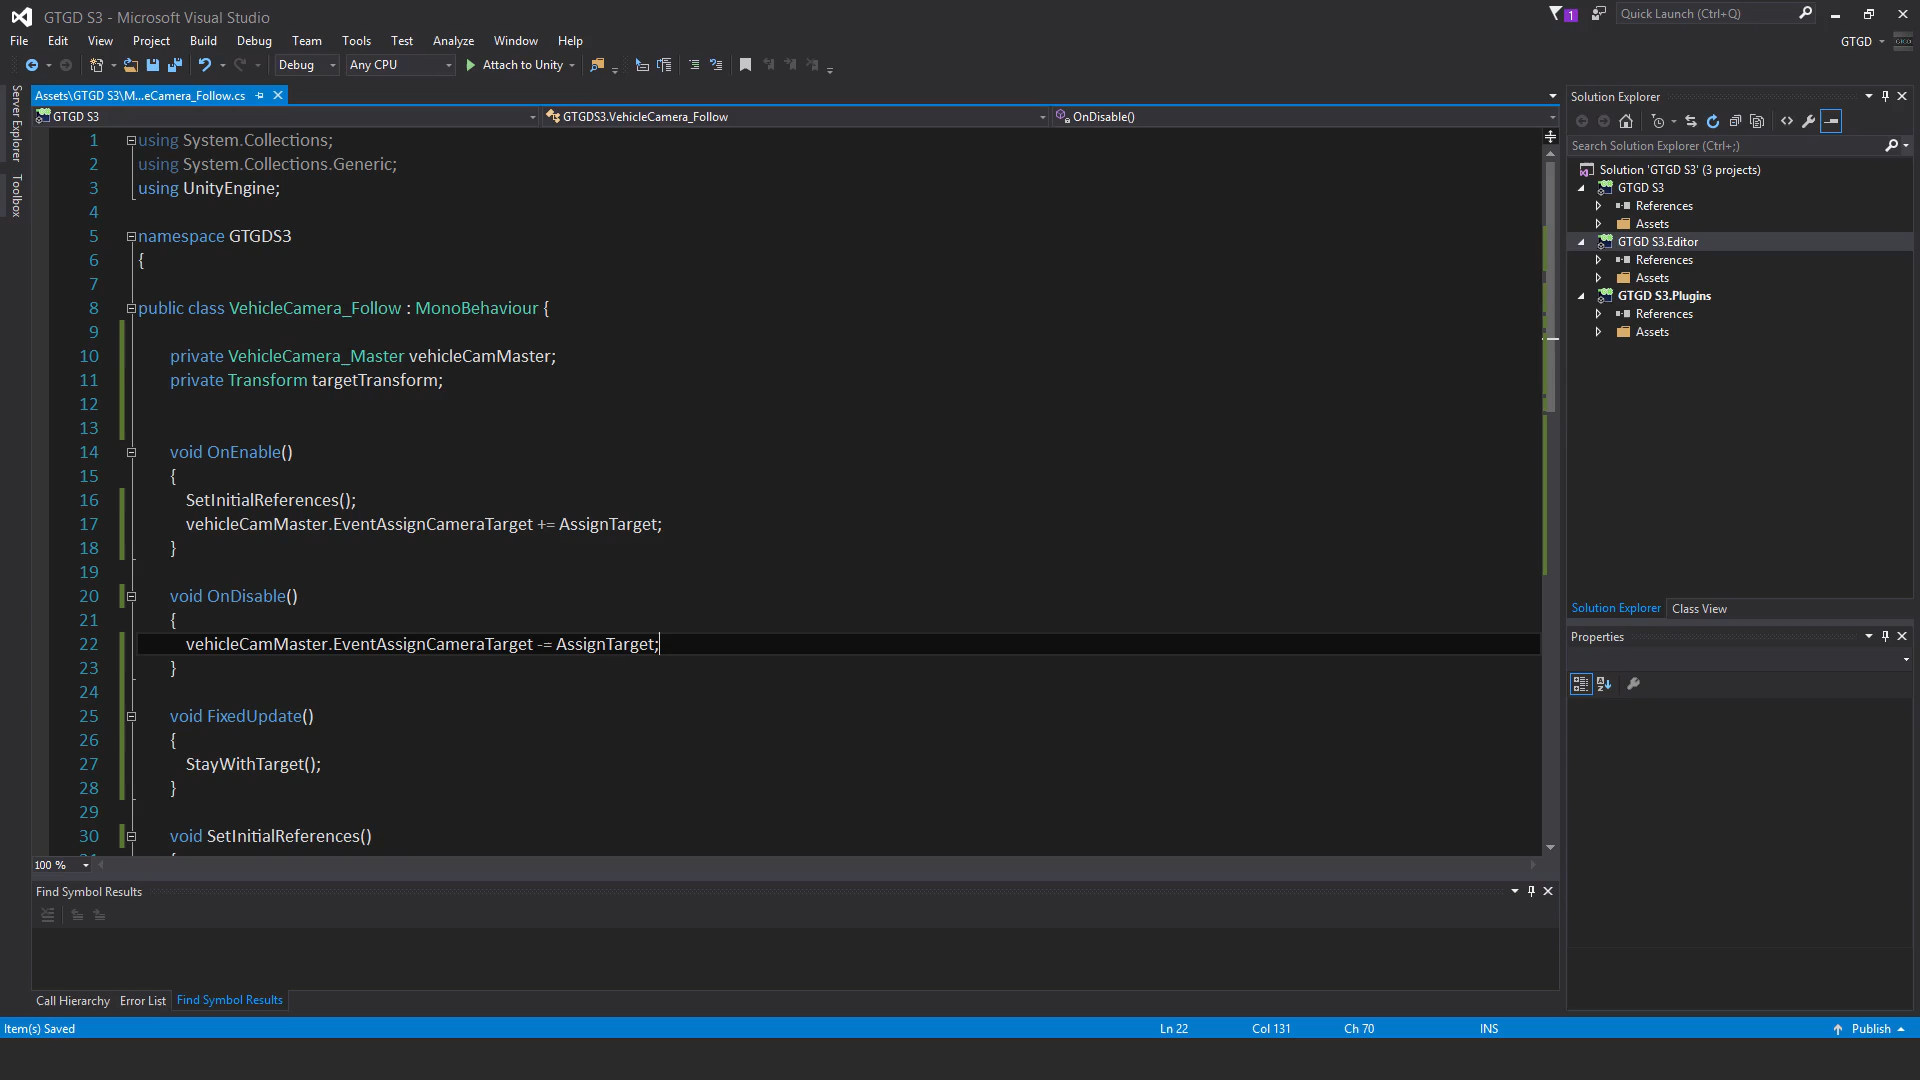 GTGD S3 - Microsoft Visual Studio
1
Quick Launch (Ctrl+Q)
File Edit View Project Build Debug Team Tools Test Analyze Window Help
GTGD
Debug Any CPU Attach to Unity
Server Explorer
Toolbox
Assets\GTGD S3\M...eCamera_Follow.cs
GTGD S3 GTGDS3.VehicleCamera_Follow OnDisable()
1 using System.Collections;
2 using System.Collections.Generic;
3 using UnityEngine;
4
5 namespace GTGDS3
6 {
7
8 public class VehicleCamera_Follow : MonoBehaviour {
9
10 private VehicleCamera_Master vehicleCamMaster;
11 private Transform targetTransform;
12
13
14 void OnEnable()
15 {
16 SetInitialReferences();
17 vehicleCamMaster.EventAssignCameraTarget += AssignTarget;
18 }
19
20 void OnDisable()
21 {
22 vehicleCamMaster.EventAssignCameraTarget -= AssignTarget;
23 }
24
25 void FixedUpdate()
26 {
27 StayWithTarget();
28 }
29
30 void SetInitialReferences()
100 %
Find Symbol Results
Call Hierarchy Error List Find Symbol Results
Solution Explorer
Search Solution Explorer (Ctrl+;)
Solution 'GTGD S3' (3 projects)
GTGD S3
References
Assets
GTGD S3.Editor
References
Assets
GTGD S3.Plugins
References
Assets
Solution Explorer Class View
Properties
Item(s) Saved Ln 22 Col 131 Ch 70 INS Publish